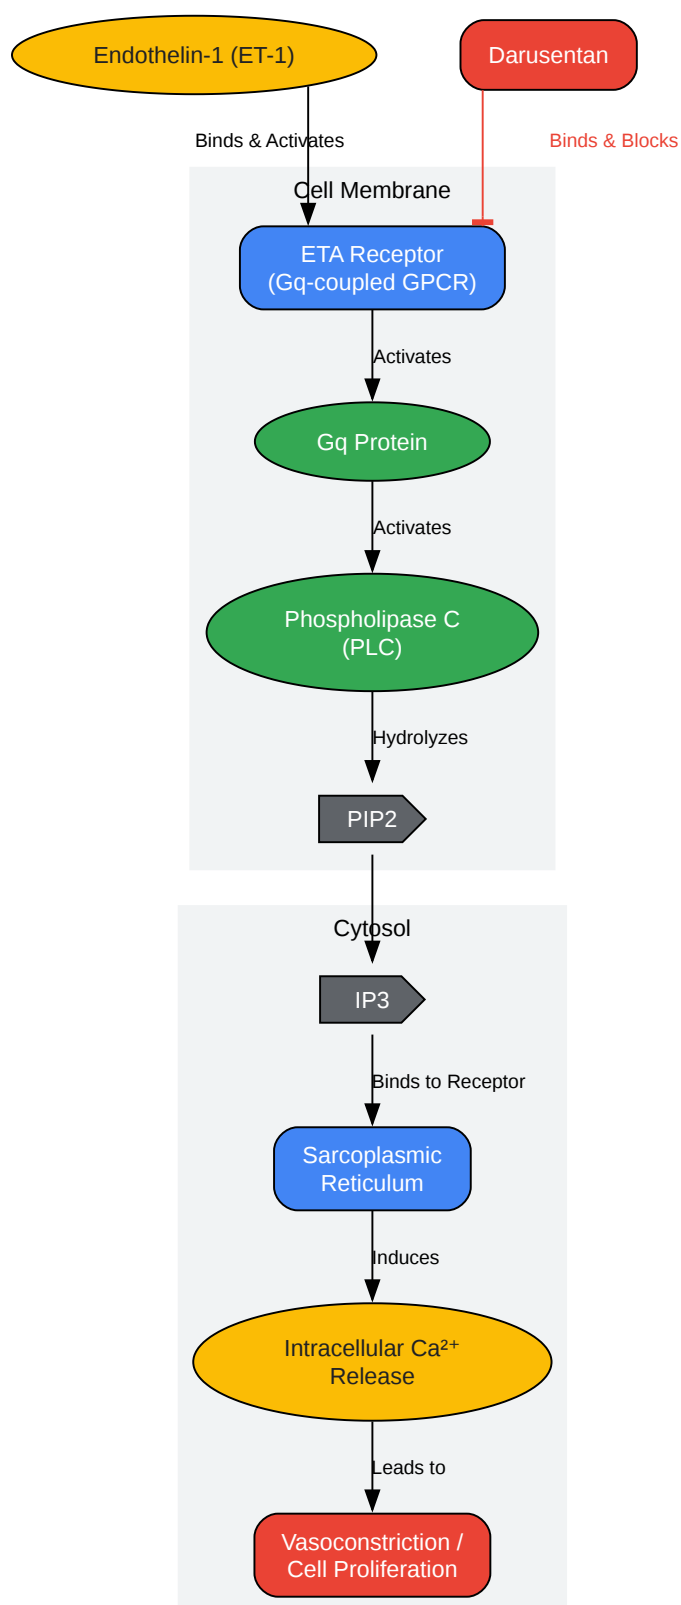 Endothelin-1 (ET-1)
Darusentan
Binds & Activates
Binds & Blocks
Cell Membrane
ETA Receptor
(Gq-coupled GPCR)
Activates
Gq Protein
Activates
Phospholipase C
(PLC)
Hydrolyzes
PIP2
Cytosol
IP3
Binds to Receptor
Sarcoplasmic
Reticulum
Induces
Intracellular Ca²⁺
Release
Leads to
Vasoconstriction /
Cell Proliferation